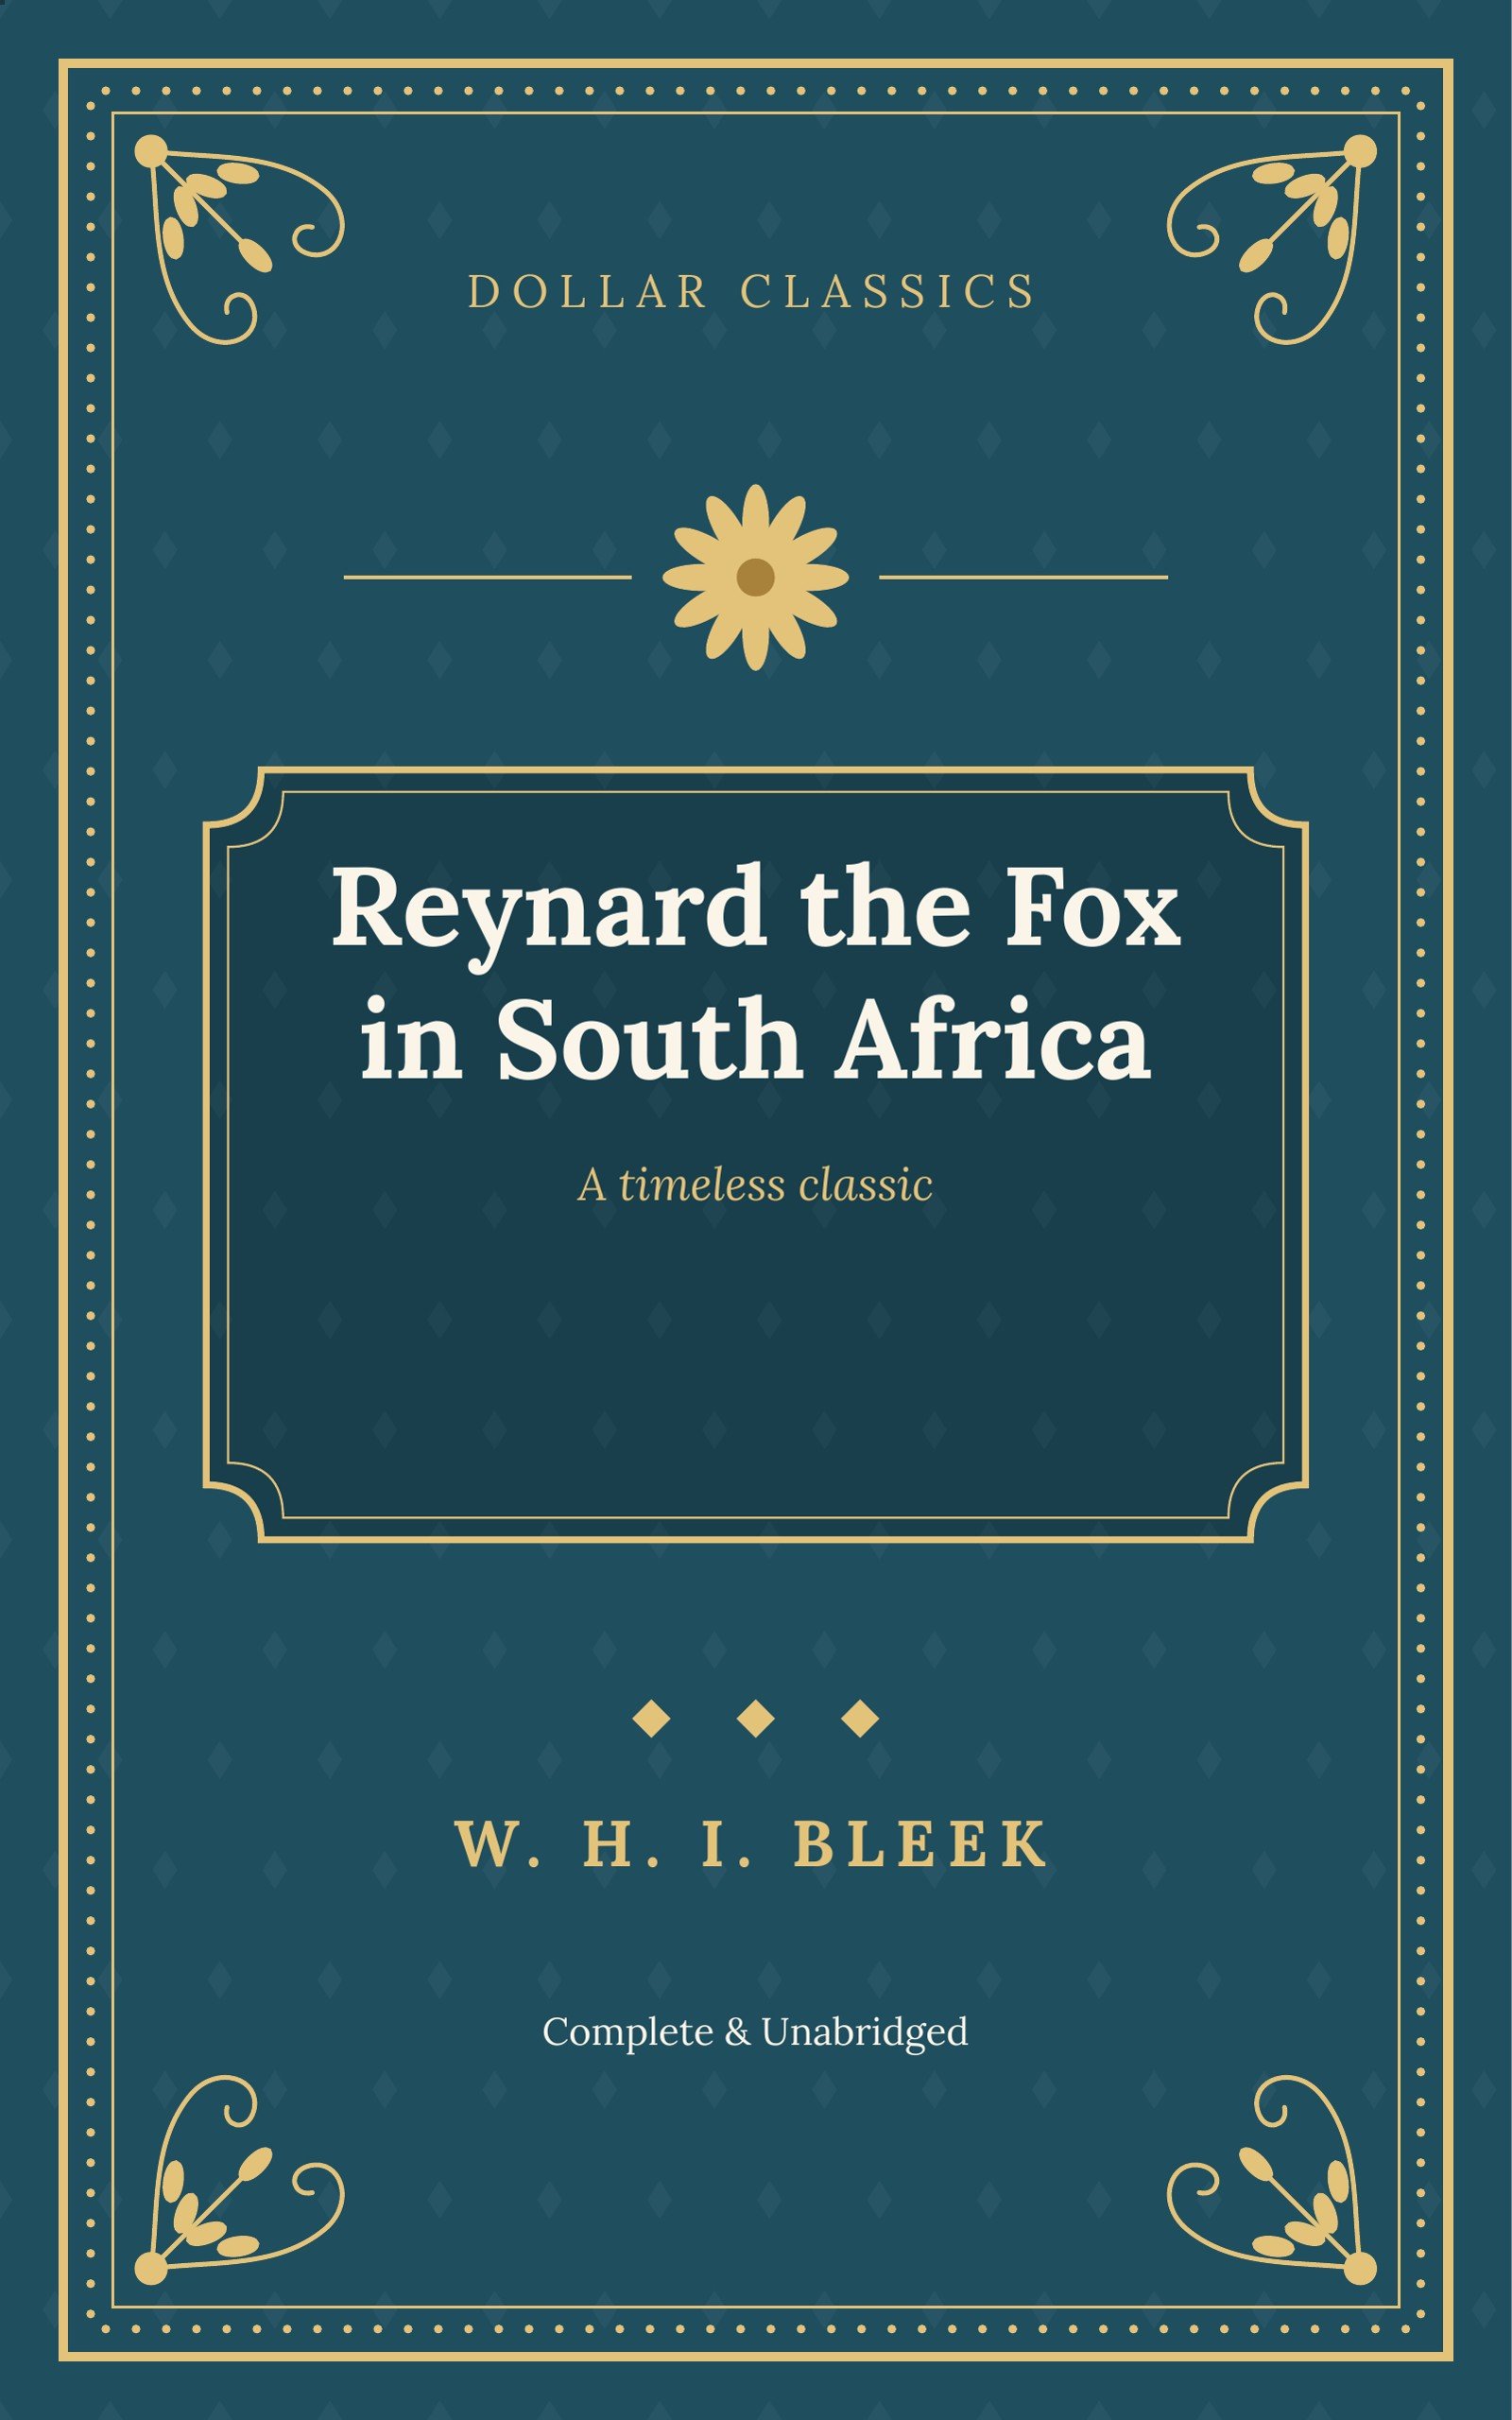 DOLLAR CLASSICS
Reynard the Fox
in South Africa
A timeless classic
W. H. I. BLEEK
Complete & Unabridged